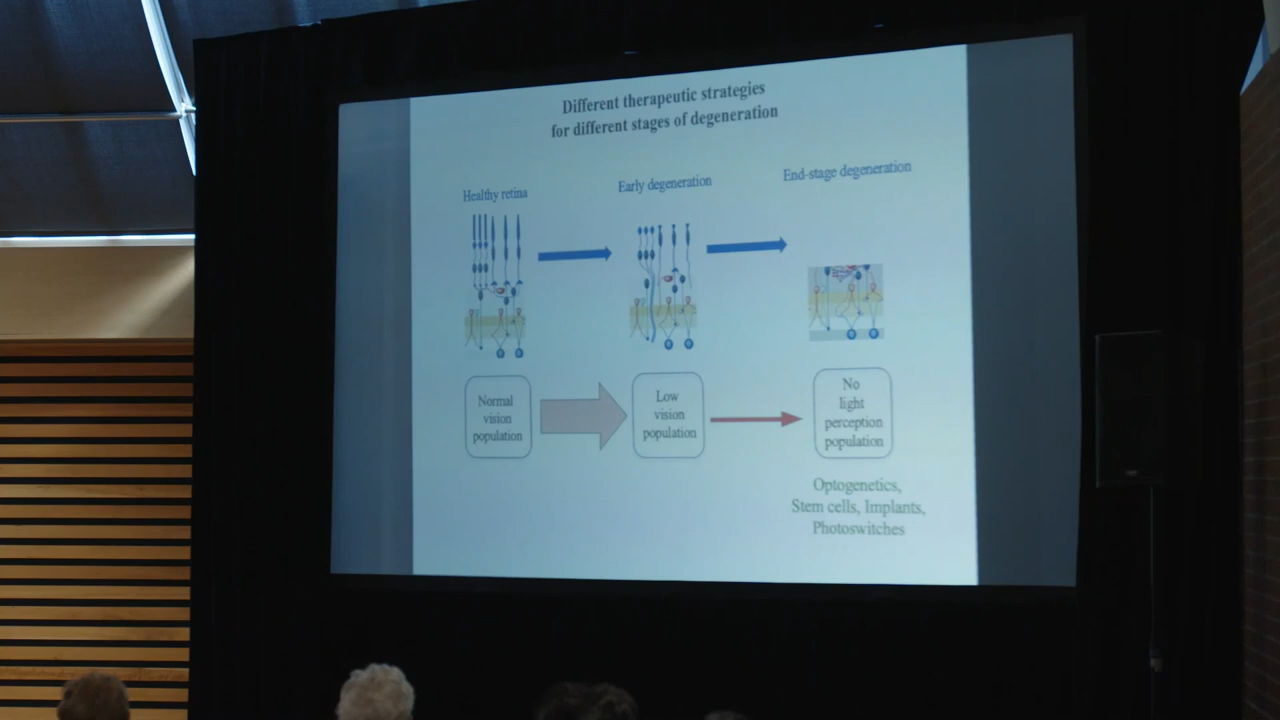 Different therapeutic strategies
for different stages of degeneration
Healthy retina
Early degeneration
End-stage degeneration
Normal
vision
population
Low
vision
population
No
light
perception
population
Optogenetics,
Stem cells, Implants,
Photoswitches